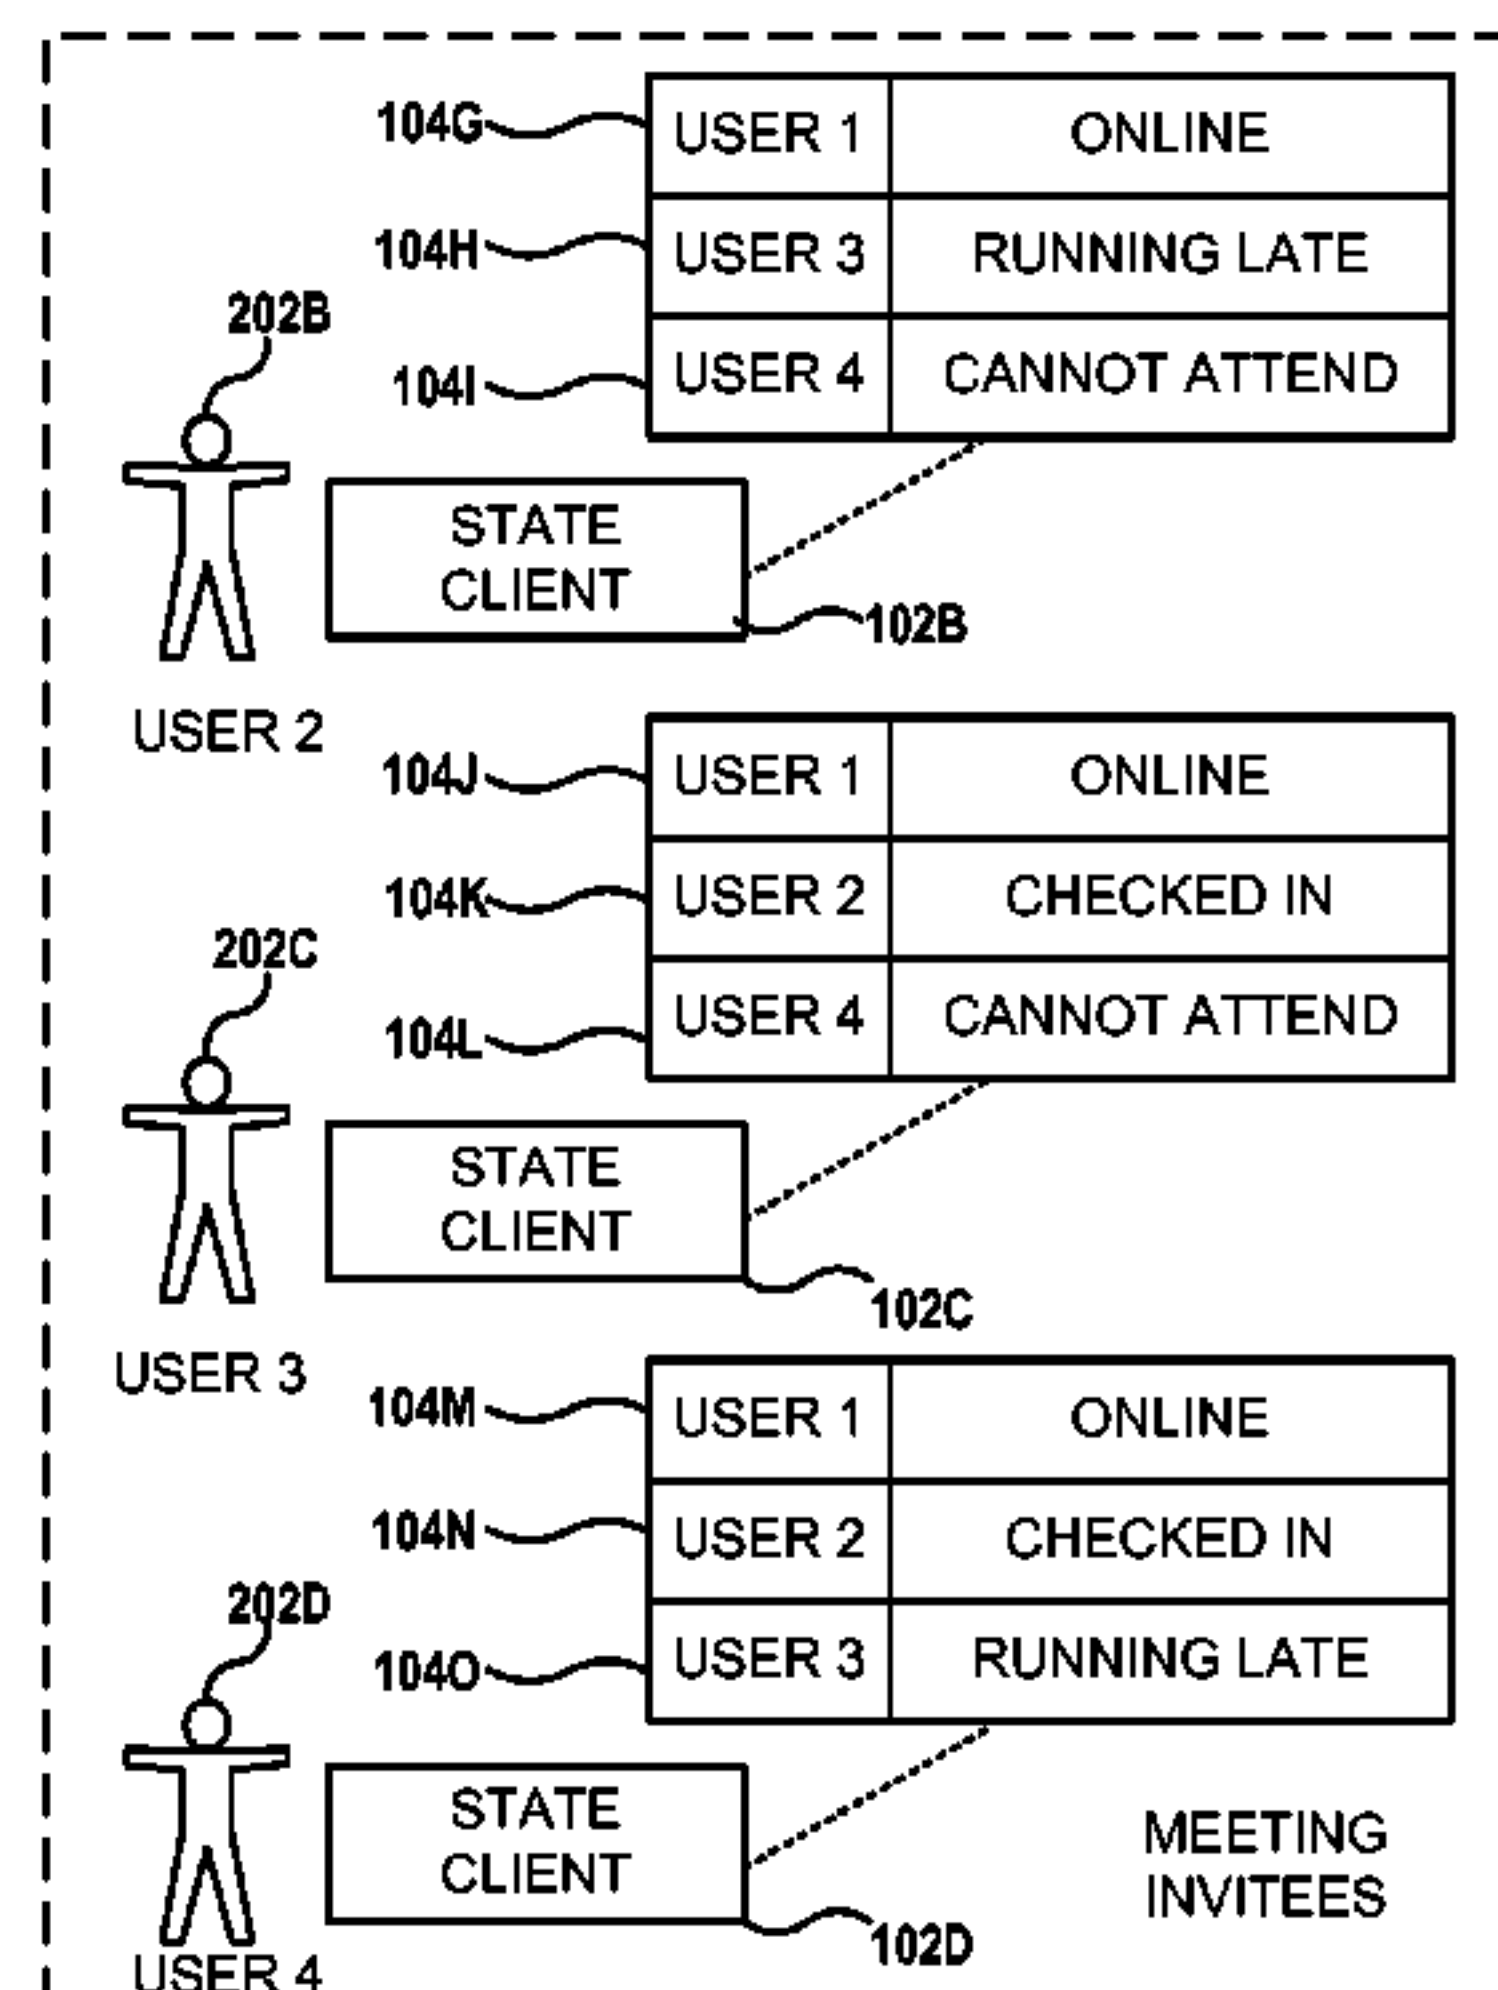 104G USER 1 ONLINE
104H USER 3 RUNNING LATE
202B
104I USER 4 CANNOT ATTEND
STATE
CLIENT
102B
USER 2
104J USER 1 ONLINE
104K USER 2 CHECKED IN
202C
104L USER 4 CANNOT ATTEND
STATE
CLIENT
102C
USER 3
104M USER 1 ONLINE
104N USER 2 CHECKED IN
202D
104O USER 3 RUNNING LATE
STATE
CLIENT
102D
MEETING
INVITEES
USER 4